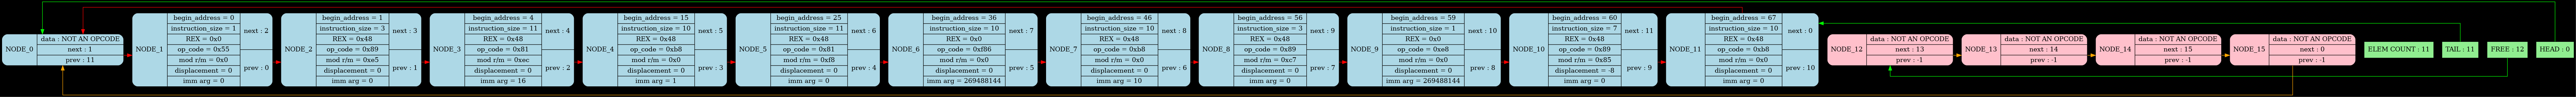 NODE_0
data : NOT AN OPCODE
next : 1
prev : 11
NODE_1
begin_address = 0
instruction_size = 1
REX = 0x0
op_code = 0x55
mod r/m = 0x0
displacement = 0
imm arg = 0
next : 2
prev : 0
NODE_2
begin_address = 1
instruction_size = 3
REX = 0x48
op_code = 0x89
mod r/m = 0xe5
displacement = 0
imm arg = 0
next : 3
prev : 1
NODE_3
begin_address = 4
instruction_size = 11
REX = 0x48
op_code = 0x81
mod r/m = 0xec
displacement = 0
imm arg = 16
next : 4
prev : 2
NODE_4
begin_address = 15
instruction_size = 10
REX = 0x48
op_code = 0xb8
mod r/m = 0x0
displacement = 0
imm arg = 1
next : 5
prev : 3
NODE_5
begin_address = 25
instruction_size = 11
REX = 0x48
op_code = 0x81
mod r/m = 0xf8
displacement = 0
imm arg = 0
next : 6
prev : 4
NODE_6
begin_address = 36
instruction_size = 10
REX = 0x0
op_code = 0xf86
mod r/m = 0x0
displacement = 0
imm arg = 269488144
next : 7
prev : 5
NODE_7
begin_address = 46
instruction_size = 10
REX = 0x48
op_code = 0xb8
mod r/m = 0x0
displacement = 0
imm arg = 10
next : 8
prev : 6
NODE_8
begin_address = 56
instruction_size = 3
REX = 0x48
op_code = 0x89
mod r/m = 0xc7
displacement = 0
imm arg = 0
next : 9
prev : 7
NODE_9
begin_address = 59
instruction_size = 1
REX = 0x0
op_code = 0xe8
mod r/m = 0x0
displacement = 0
imm arg = 269488144
next : 10
prev : 8
NODE_10
begin_address = 60
instruction_size = 7
REX = 0x48
op_code = 0x89
mod r/m = 0x85
displacement = -8
imm arg = 0
next : 11
prev : 9
NODE_11
begin_address = 67
instruction_size = 10
REX = 0x48
op_code = 0xb8
mod r/m = 0x0
displacement = 0
imm arg = 0
next : 0
prev : 10
NODE_12
data : NOT AN OPCODE
next : 13
prev : -1
NODE_13
data : NOT AN OPCODE
next : 14
prev : -1
NODE_14
data : NOT AN OPCODE
next : 15
prev : -1
NODE_15
data : NOT AN OPCODE
next : 0
prev : -1
ELEM COUNT : 11
TAIL : 11
FREE : 12
HEAD : 0